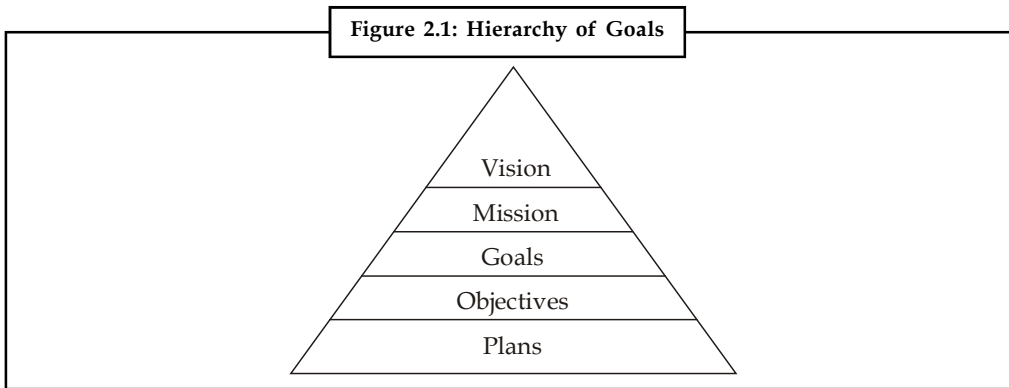 Figure 2.1: Hierarchy of Goals
Vision
Mission
Goals
Objectives
Plans